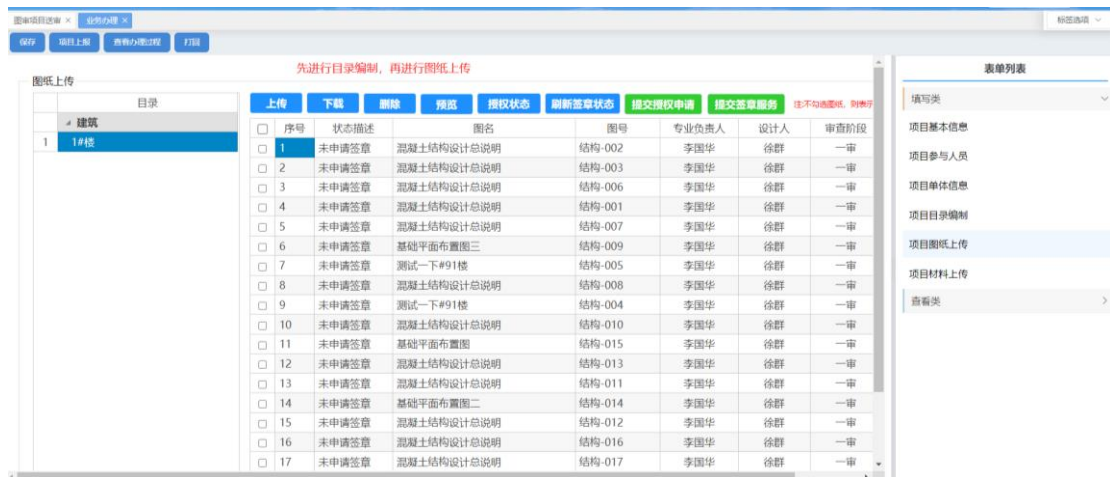 图审项目送审 × 业务办理 × 标签选项
保存 项目上报 查看办理过程 打回
先进行目录编制，再进行图纸上传
图纸上传
目录
建筑
1 1#楼
上传 下载 删除 预览 授权状态 刷新签章状态 提交授权申请 提交签章服务 注:不勾选图纸，则表示
序号 状态描述 图名 图号 专业负责人 设计人 审查阶段
1 未申请签章 混凝土结构设计总说明 结构-002 李国华 徐群 一审
2 未申请签章 混凝土结构设计总说明 结构-003 李国华 徐群 一审
3 未申请签章 混凝土结构设计总说明 结构-006 李国华 徐群 一审
4 未申请签章 混凝土结构设计总说明 结构-001 李国华 徐群 一审
5 未申请签章 混凝土结构设计总说明 结构-007 李国华 徐群 一审
6 未申请签章 基础平面布置图三 结构-009 李国华 徐群 一审
7 未申请签章 测试一下#91楼 结构-005 李国华 徐群 一审
8 未申请签章 混凝土结构设计总说明 结构-008 李国华 徐群 一审
9 未申请签章 测试一下#91楼 结构-004 李国华 徐群 一审
10 未申请签章 混凝土结构设计总说明 结构-010 李国华 徐群 一审
11 未申请签章 基础平面布置图 结构-015 李国华 徐群 一审
12 未申请签章 混凝土结构设计总说明 结构-013 李国华 徐群 一审
13 未申请签章 混凝土结构设计总说明 结构-011 李国华 徐群 一审
14 未申请签章 基础平面布置图二 结构-014 李国华 徐群 一审
15 未申请签章 混凝土结构设计总说明 结构-012 李国华 徐群 一审
16 未申请签章 混凝土结构设计总说明 结构-016 李国华 徐群 一审
17 未申请签章 混凝土结构设计总说明 结构-017 李国华 徐群 一审
表单列表
填写类
项目基本信息
项目参与人员
项目单体信息
项目目录编制
项目图纸上传
项目材料上传
查看类